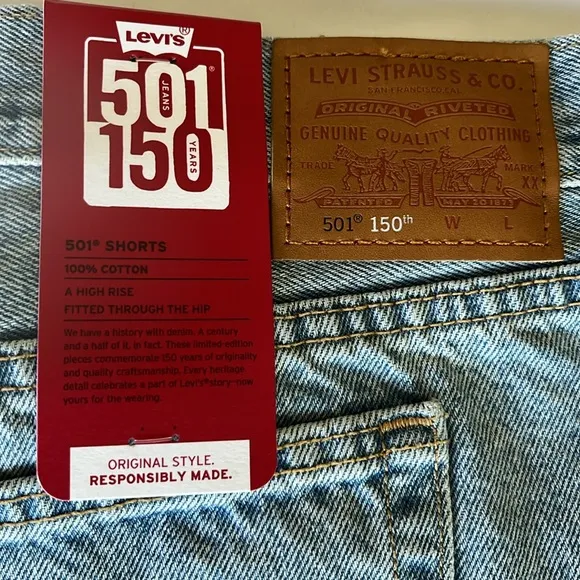 Levi's®
501®
JEANS
150
YEARS
501® SHORTS
100% COTTON
A HIGH RISE
FITTED THROUGH THE HIP
We have a history with denim. A century
and a half of it, in fact. These limited-edition
pieces commemorate 150 years of originality
and quality craftsmanship. Every heritage
detail celebrates a part of Levi's® story–now
yours for the wearing.
ORIGINAL STYLE.
RESPONSIBLY MADE.
LEVI STRAUSS & CO.
SAN FRANCISCO, CAL.
ORIGINAL RIVETED
GENUINE QUALITY CLOTHING
TRADE MARK
XX
PATENTED MAY 20 1873
501® 150th W L